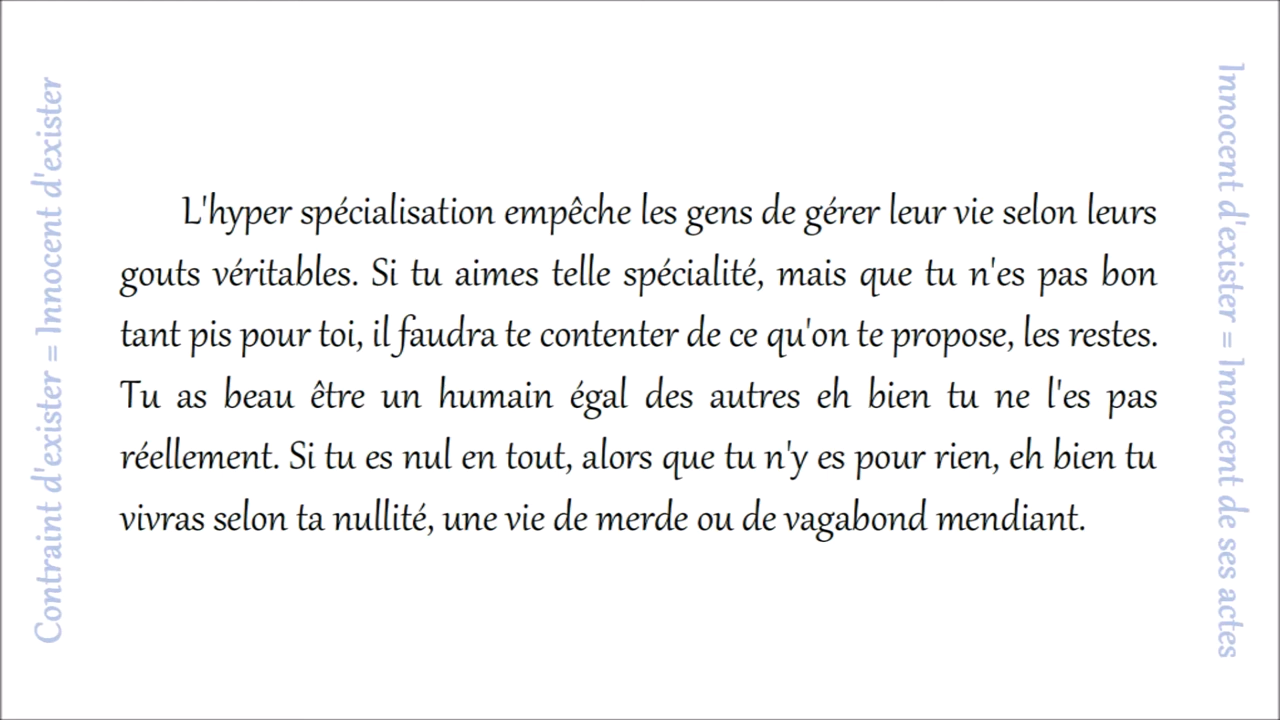 Contraint d'exister = Innocent d'exister
L'hyper spécialisation empêche les gens de gérer leur vie selon leurs
gouts véritables. Si tu aimes telle spécialité, mais que tu n'es pas bon
tant pis pour toi, il faudra te contenter de ce qu'on te propose, les restes.
Tu as beau être un humain égal des autres eh bien tu ne l'es pas
réellement. Si tu es nul en tout, alors que tu n'y es pour rien, eh bien tu
vivras selon ta nullité, une vie de merde ou de vagabond mendiant.
Innocent d'exister = Innocent de ses actes